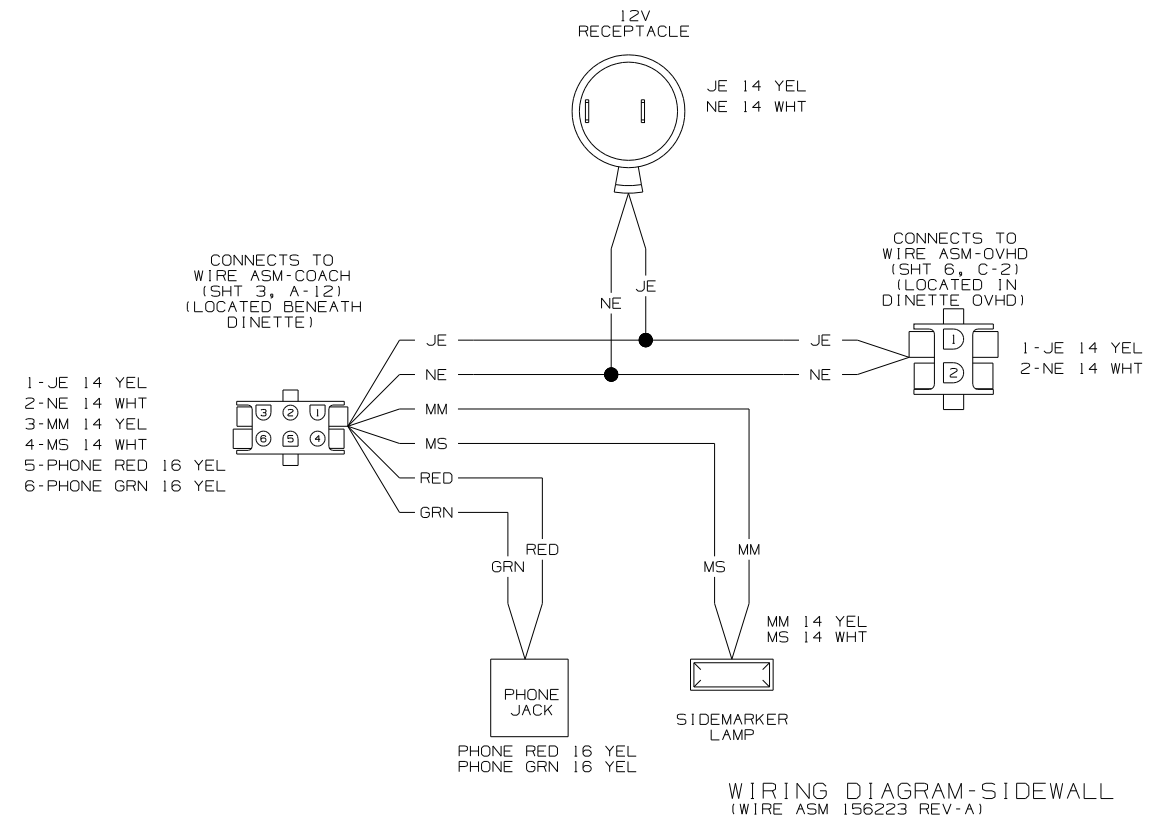 12V
RECEPTACLE
JE 14 YEL
NE 14 WHT
CONNECTS TO
WIRE ASM-OVHD
(SHT 6, C-2)
(LOCATED IN
DINETTE OVHD)
CONNECTS TO
WIRE ASM-COACH
(SHT 3, A-12)
(LOCATED BENEATH
DINETTE)
JE
NE
JE
JE
1
2
1-JE 14 YEL
2-NE 14 WHT
NE
NE
1-JE 14 YEL
2-NE 14 WHT
3-MM 14 YEL
4-MS 14 WHT
5-PHONE RED 16 YEL
6-PHONE GRN 16 YEL
3 2 1
6 5 4
MM
MS
RED
GRN
RED
GRN
MM
MS
MM 14 YEL
MS 14 WHT
PHONE
JACK
PHONE RED 16 YEL
PHONE GRN 16 YEL
SIDEMARKER
LAMP
WIRING DIAGRAM-SIDEWALL
(WIRE ASM 156223 REV-A)